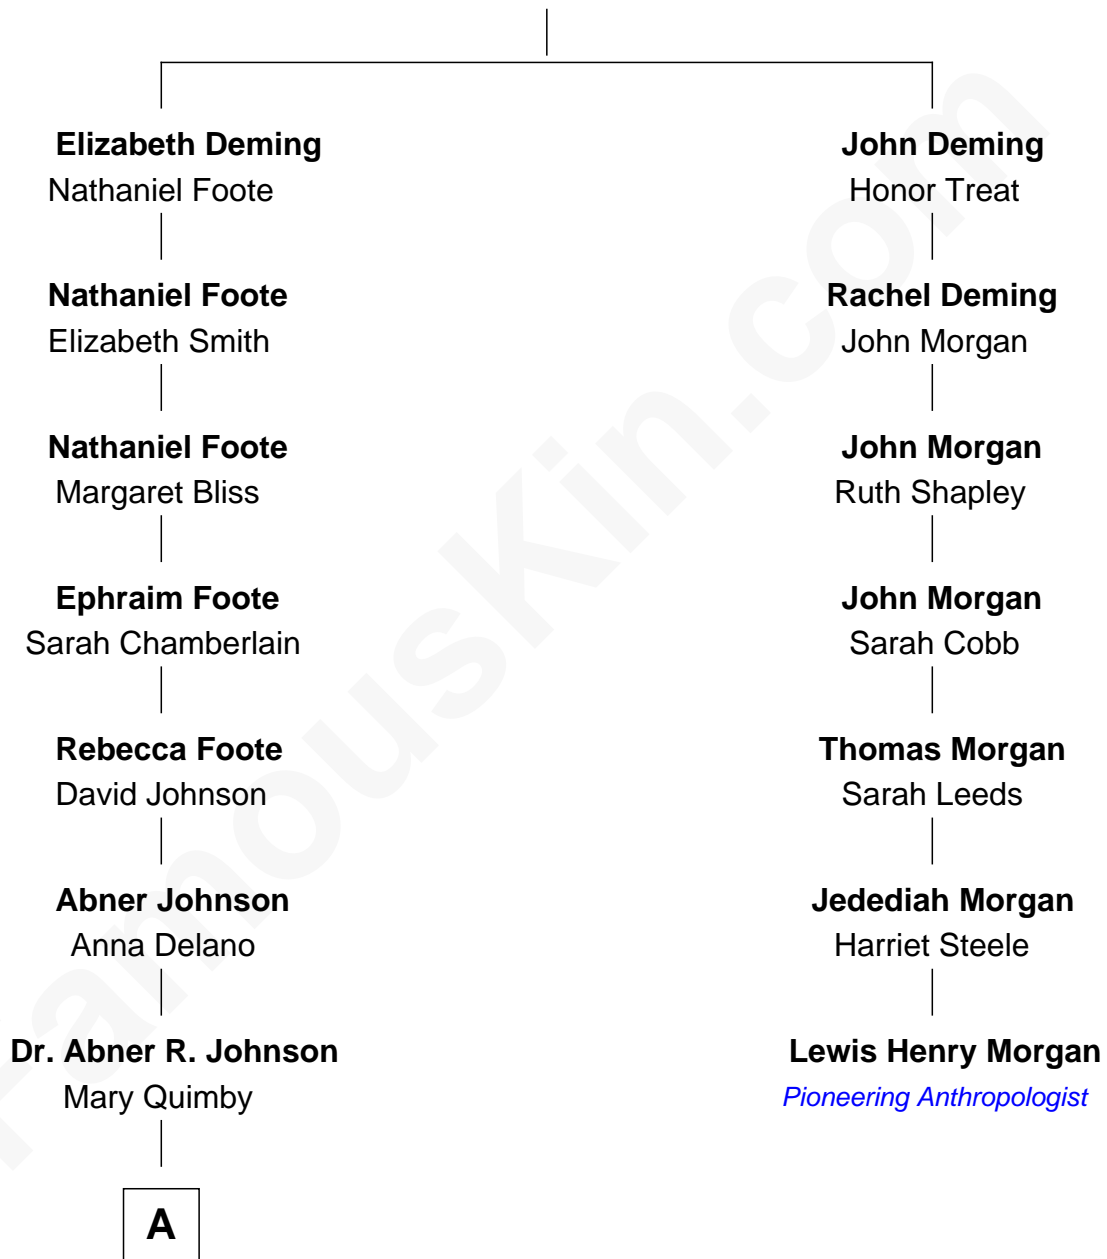 Elizabeth Deming
Nathaniel Foote
John Deming
Honor Treat
Nathaniel Foote
Elizabeth Smith
Rachel Deming
John Morgan
Nathaniel Foote
Margaret Bliss
John Morgan
Ruth Shapley
Ephraim Foote
Sarah Chamberlain
John Morgan
Sarah Cobb
Rebecca Foote
David Johnson
Thomas Morgan
Sarah Leeds
Abner Johnson
Anna Delano
Jedediah Morgan
Harriet Steele
Dr. Abner R. Johnson
Mary Quimby
Lewis Henry Morgan
Pioneering Anthropologist
A
FamousKin.com